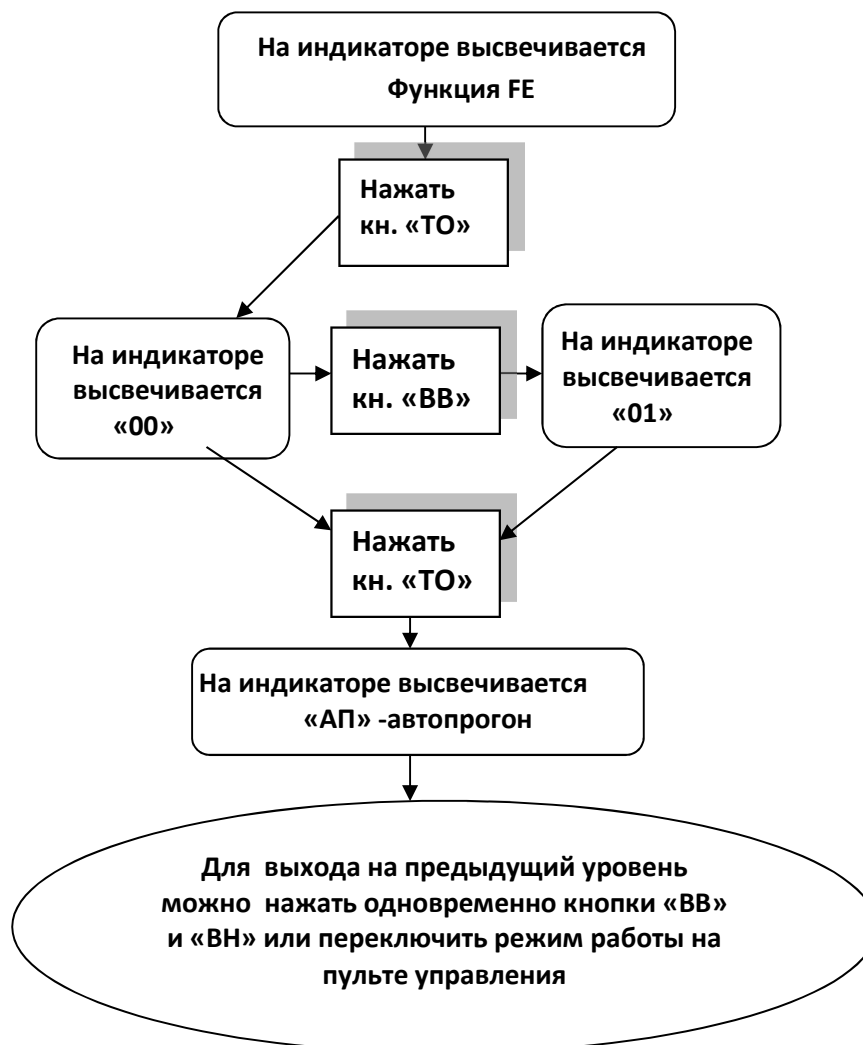 На индикаторе высвечивается
Функция FE
Нажать
кн. «ТО»
На индикаторе
высвечивается
«00»
Нажать
кн. «ВВ»
На индикаторе
высвечивается
«01»
Нажать
кн. «ТО»
На индикаторе высвечивается
«АП» -автопрогон
Для выхода на предыдущий уровень
можно нажать одновременно кнопки «ВВ»
и «ВН» или переключить режим работы на
пульте управления